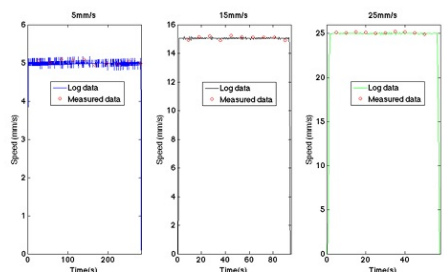 5mm/s
6
5
4
3
2
1
0
0
100
200
Speed (mm/s)
Time(s)
Log data
Measured data
15mm/s
16
14
12
10
8
6
4
2
0
0
20
40
60
80
Speed (mm/s)
Time(s)
Log data
Measured data
25mm/s
25
20
15
10
5
0
0
20
40
Speed (mm/s)
Time(s)
Log data
Measured data